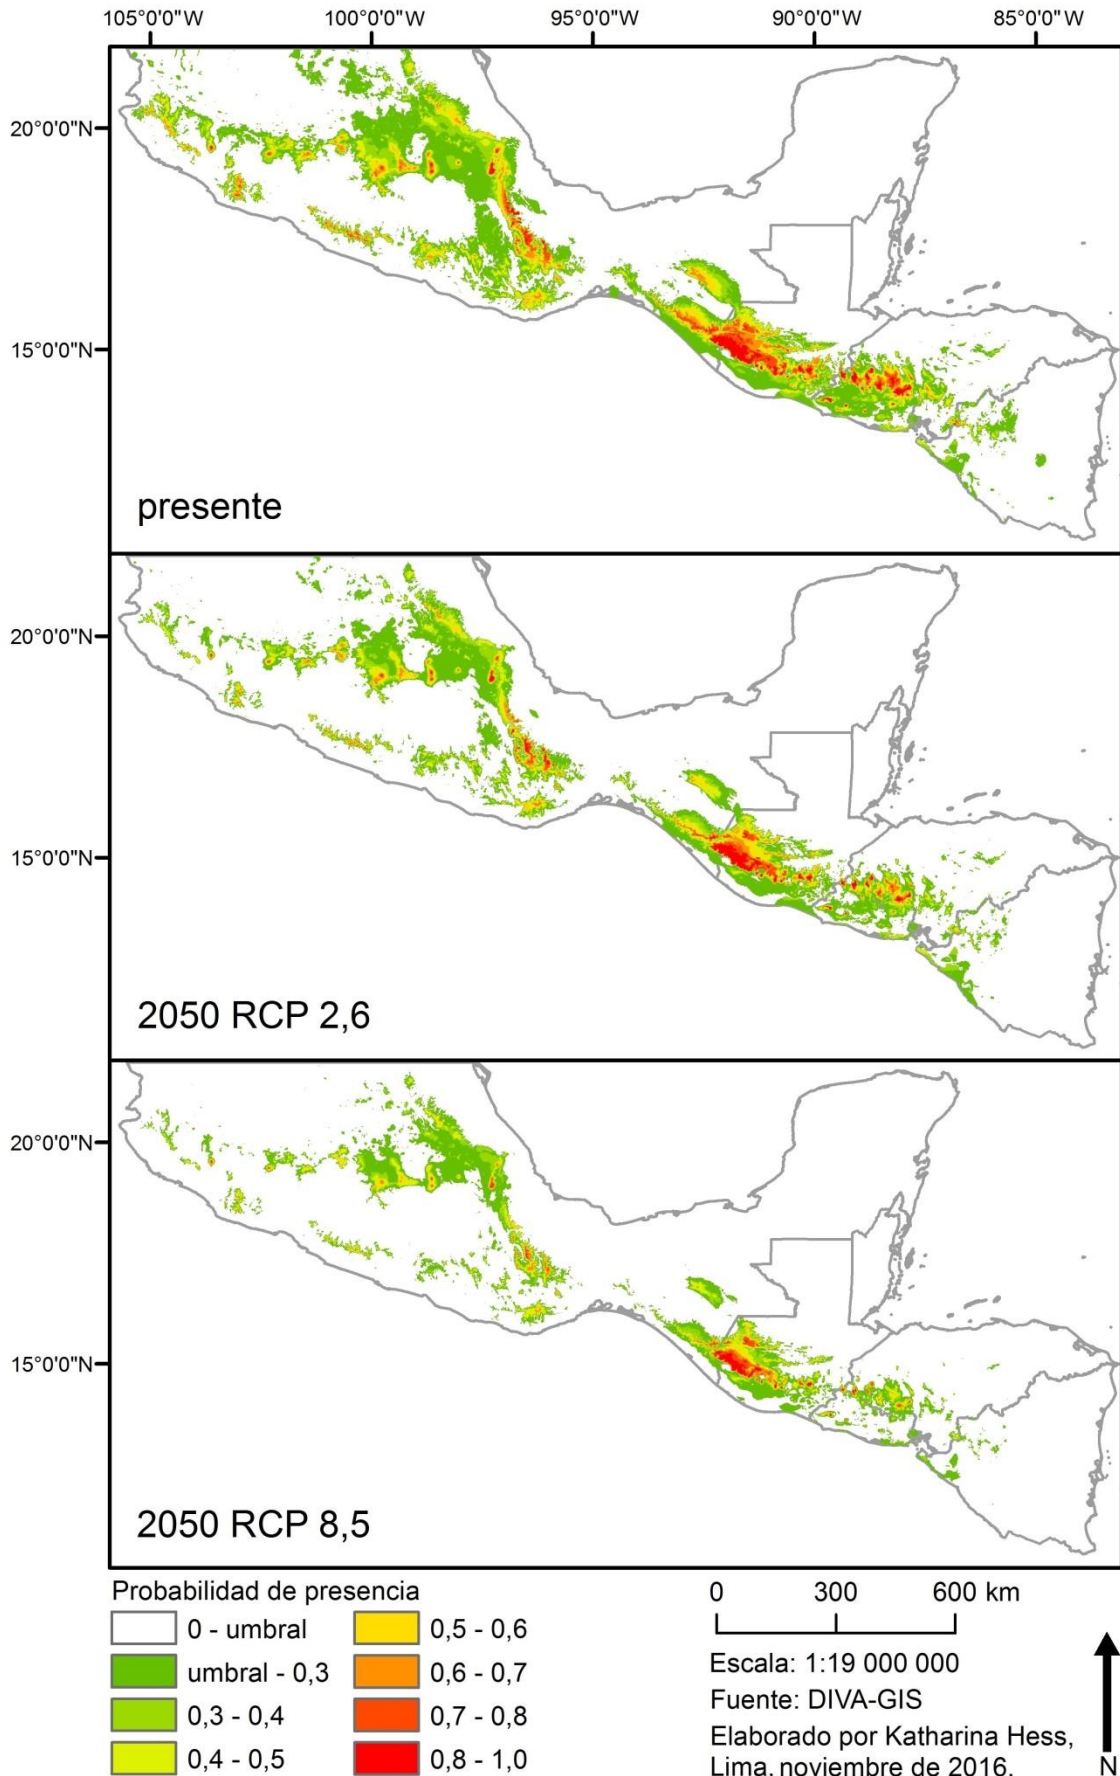 105°0'0"W 100°0'0"W 95°0'0"W 90°0'0"W 85°0'0"W
20°0'0"N
15°0'0"N
presente
20°0'0"N
15°0'0"N
2050 RCP 2,6
20°0'0"N
15°0'0"N
2050 RCP 8,5
Probabilidad de presencia
0 - umbral
umbral - 0,3
0,3 - 0,4
0,4 - 0,5
0,5 - 0,6
0,6 - 0,7
0,7 - 0,8
0,8 - 1,0
0 300 600 km
Escala: 1:19 000 000
Fuente: DIVA-GIS
Elaborado por Katharina Hess,
Lima, noviembre de 2016.
N